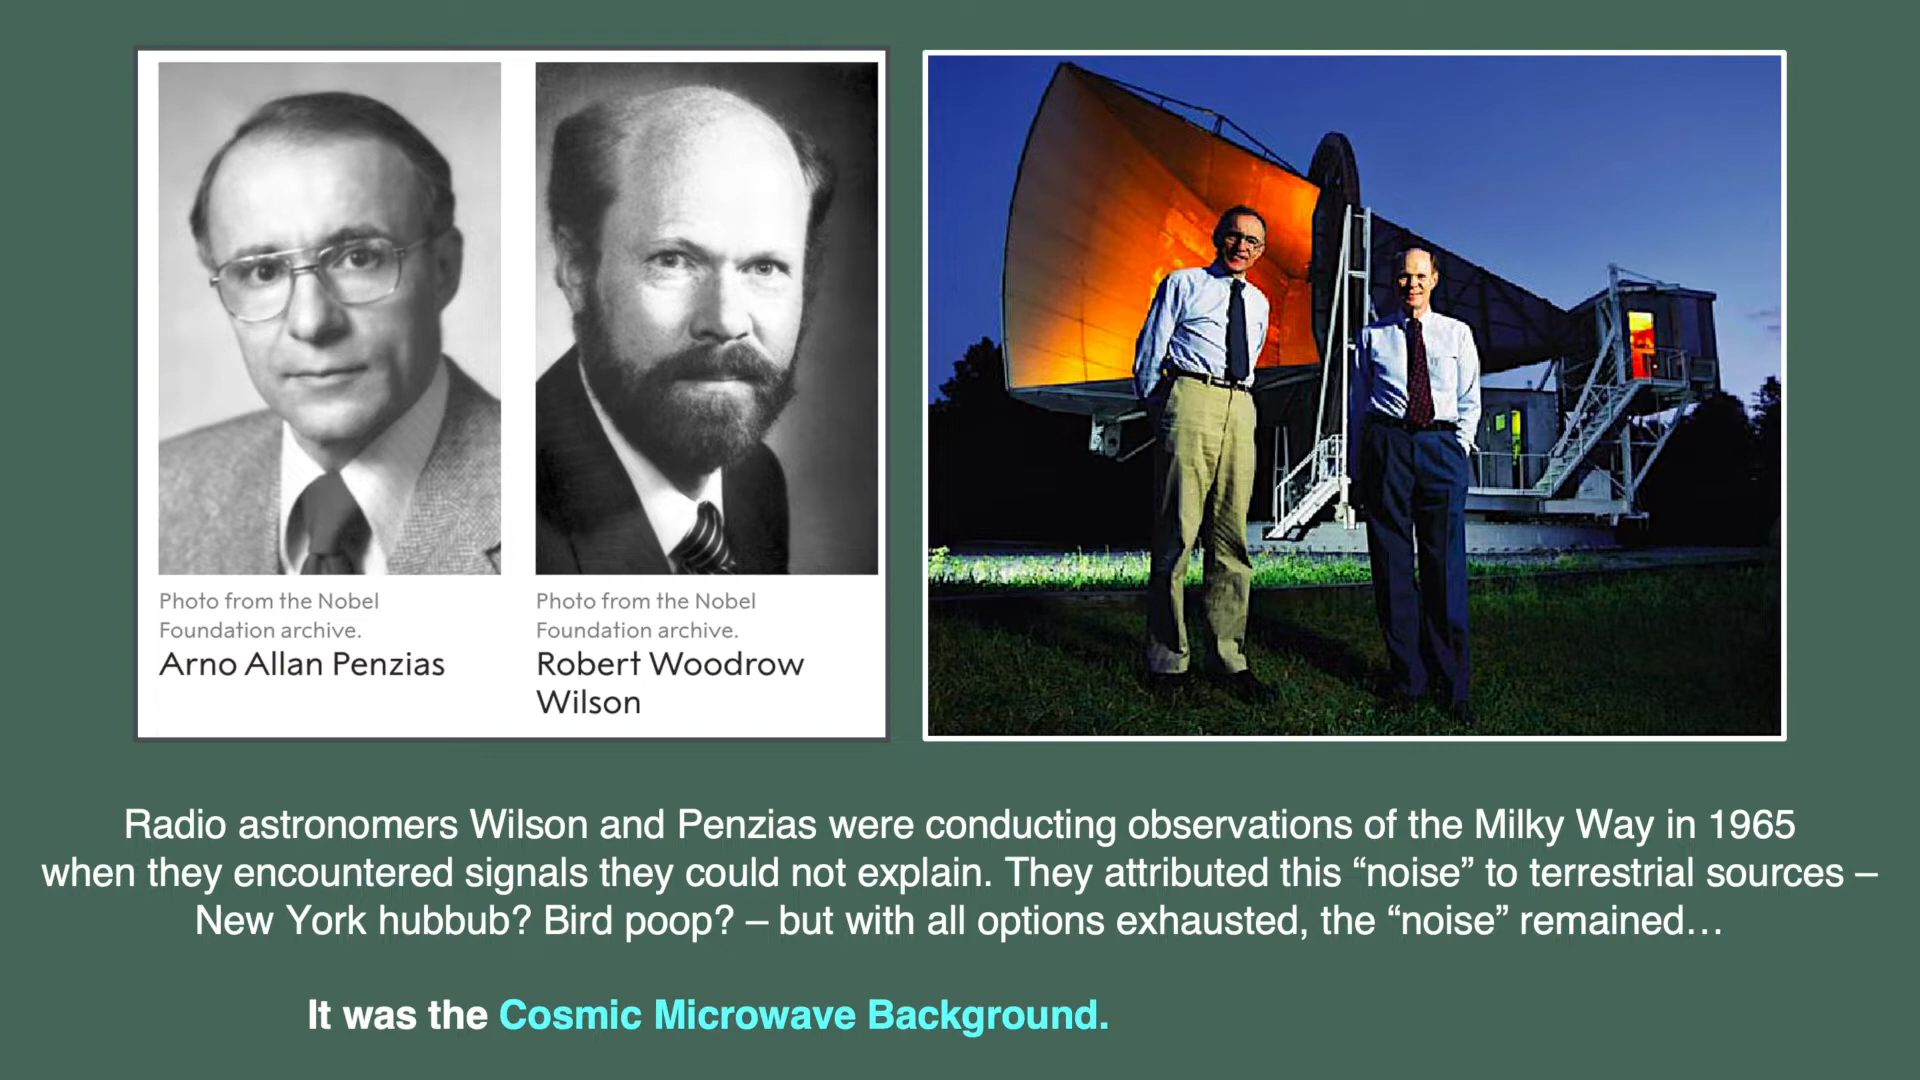 Photo from the Nobel
Foundation archive.
Arno Allan Penzias
Photo from the Nobel
Foundation archive.
Robert Woodrow
Wilson
Radio astronomers Wilson and Penzias were conducting observations of the Milky Way in 1965
when they encountered signals they could not explain. They attributed this “noise” to terrestrial sources –
New York hubbub? Bird poop? – but with all options exhausted, the “noise” remained…
It was the Cosmic Microwave Background.